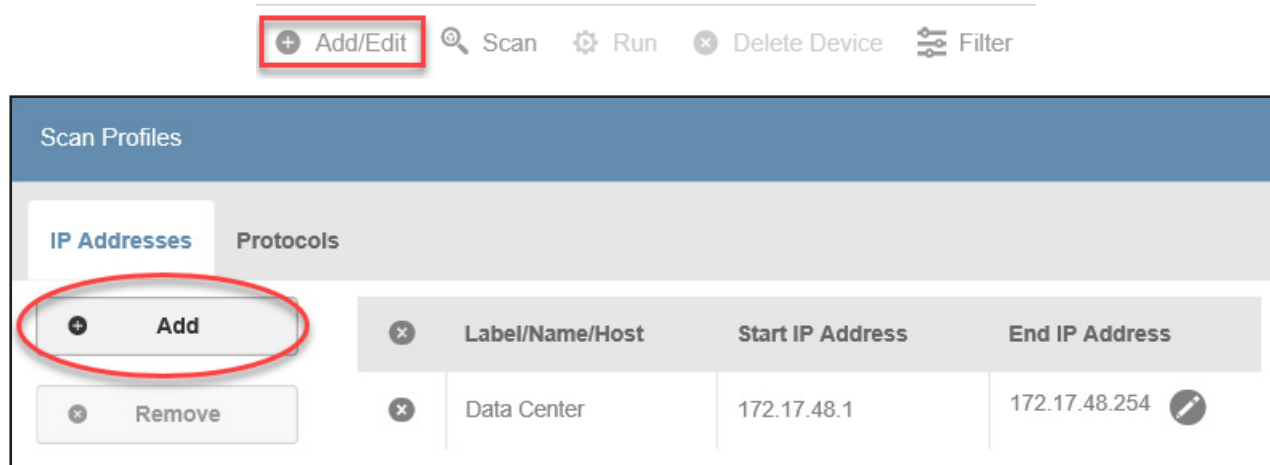 Add/Edit Scan Run Delete Device Filter
Scan Profiles
IP Addresses Protocols
Add
Label/Name/Host Start IP Address End IP Address
Remove
Data Center 172.17.48.1 172.17.48.254